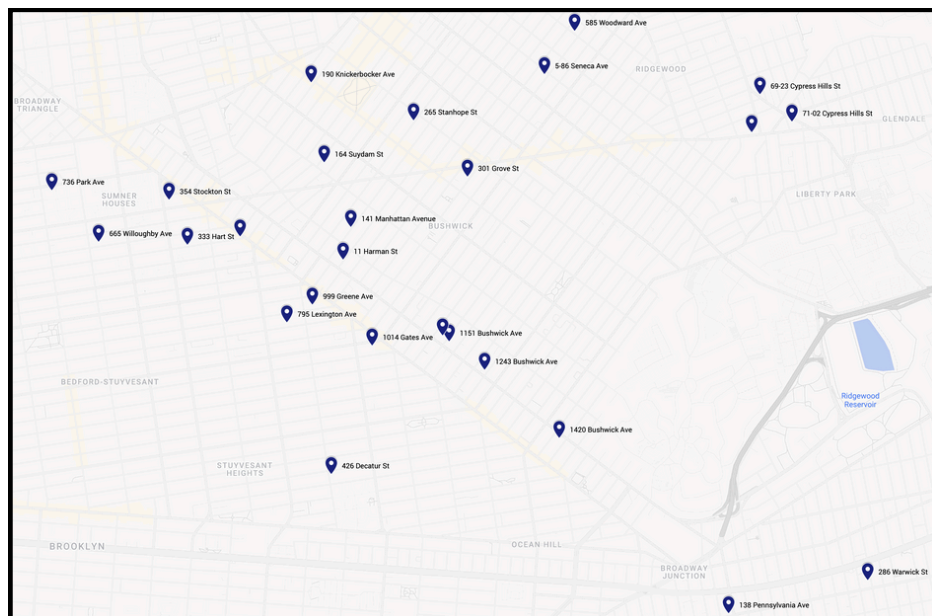 585 Woodward Ave
5-86 Seneca Ave
RIDGEWOOD
190 Knickerbocker Ave
69-23 Cypress Hills St
BROADWAY
TRIANGLE
265 Stanhope St
71-02 Cypress Hills St
GLENDALE
164 Suydam St
301 Grove St
736 Park Ave
354 Stockton St
SUMNER
HOUSES
LIBERTY PARK
141 Manhattan Avenue
BUSHWICK
665 Willoughby Ave
333 Hart St
11 Harman St
999 Greene Ave
795 Lexington Ave
1014 Gates Ave
1151 Bushwick Ave
1243 Bushwick Ave
BEDFORD-STUYVESANT
Ridgewood
Reservoir
1420 Bushwick Ave
STUYVESANT
HEIGHTS
426 Decatur St
BROOKLYN
OCEAN HILL
BROADWAY
JUNCTION
286 Warwick St
138 Pennsylvania Ave